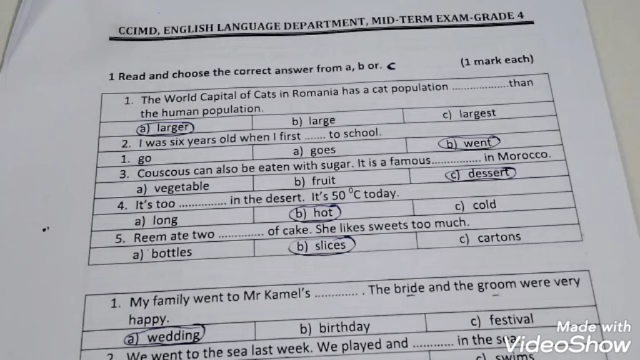 CCIMD, ENGLISH LANGUAGE DEPARTMENT, MID-TERM EXAM-GRADE 4
1 Read and choose the correct answer from a, b or. c (1 mark each)
1. The World Capital of Cats in Romania has a cat population ..................than
the human population.
a) larger b) large c) largest
2. I was six years old when I first ....... to school.
1. go a) goes b) went
3. Couscous can also be eaten with sugar. It is a famous............... in Morocco.
a) vegetable b) fruit c) dessert
4. It's too .............. in the desert. It's 50 °C today.
a) long b) hot c) cold
5. Reem ate two ............. of cake. She likes sweets too much.
a) bottles b) slices c) cartons
1. My family went to Mr Kamel's ............. . The bride and the groom were very
happy.
a) wedding b) birthday c) festival
2. We went to the sea last week. We played and ............ in the sea.
c) swims
Made with
VideoShow